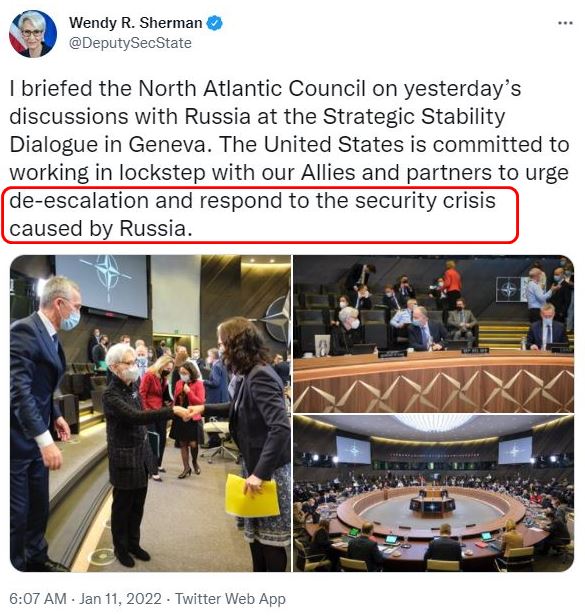 Wendy R. Sherman
@DeputySecState
I briefed the North Atlantic Council on yesterday's
discussions with Russia at the Strategic Stability
Dialogue in Geneva. The United States is committed to
working in lockstep with our Allies and partners to urge
de-escalation and respond to the security crisis
caused by Russia.
6:07 AM · Jan 11, 2022 · Twitter Web App